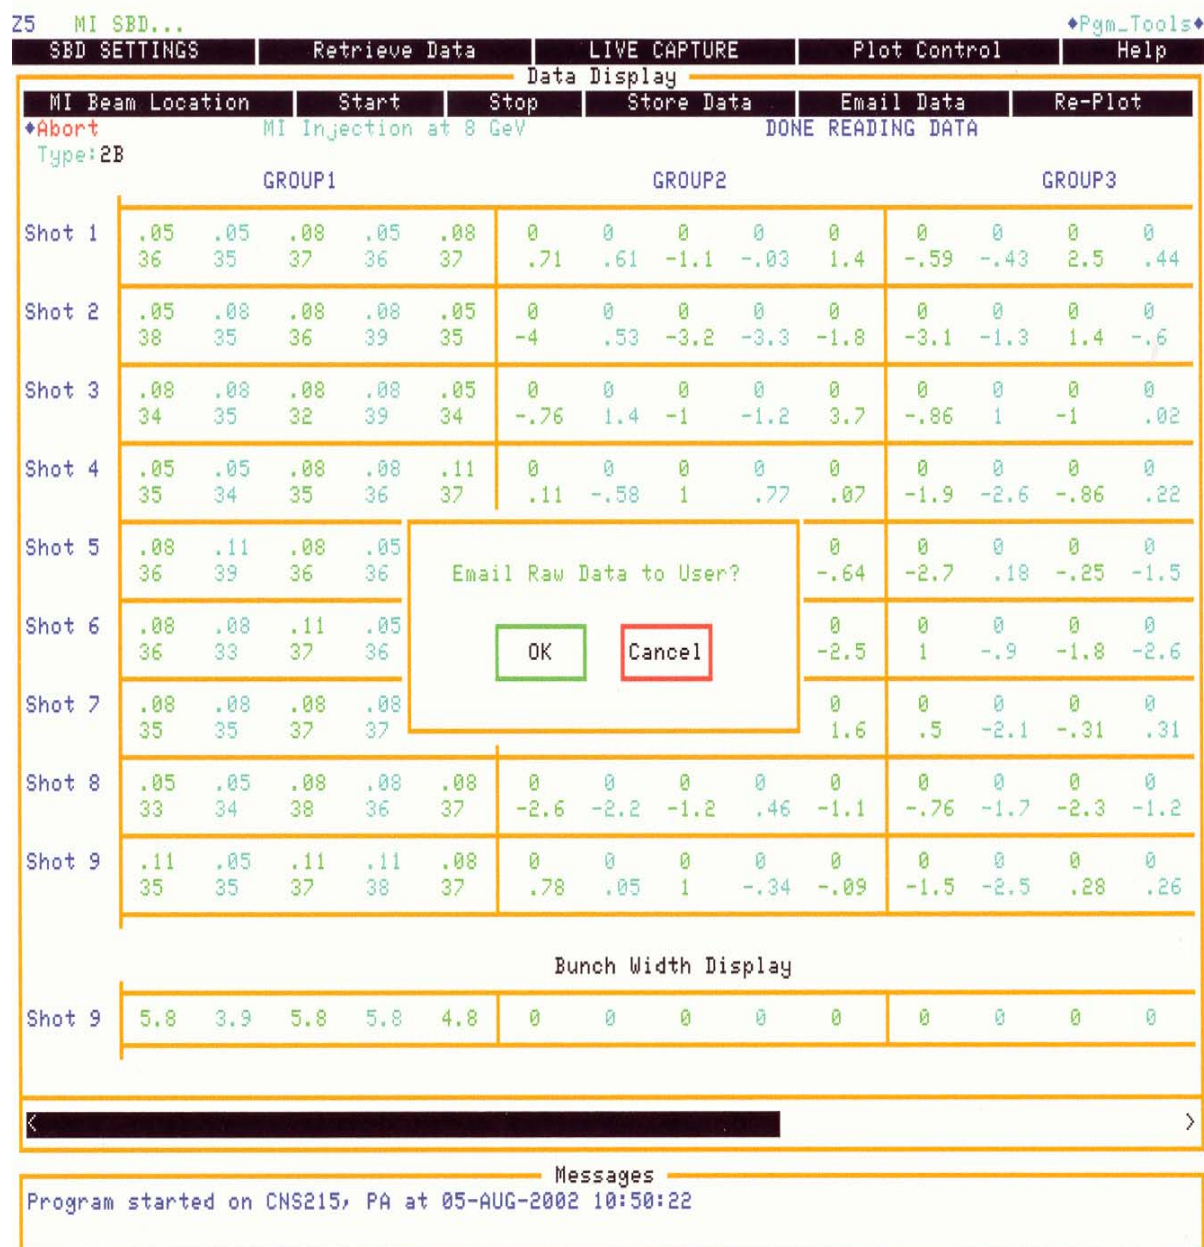 Z5 MI SBD... ◆Pgm_Tools◆
SBD SETTINGS Retrieve Data LIVE CAPTURE Plot Control Help
Data Display
MI Beam Location Start Stop Store Data Email Data Re-Plot
◆Abort MI Injection at 8 GeV DONE READING DATA
Type:2B
GROUP1 GROUP2 GROUP3
Shot 1 .05 .05 .08 .05 .08 0 0 0 0 0 0 0 0 0
36 35 37 36 37 .71 .61 -1.1 -.03 1.4 -.59 -.43 2.5 .44
Shot 2 .05 .08 .08 .08 .05 0 0 0 0 0 0 0 0 0
38 35 36 39 35 -4 .53 -3.2 -3.3 -1.8 -3.1 -1.3 1.4 -.6
Shot 3 .08 .08 .08 .08 .05 0 0 0 0 0 0 0 0 0
34 35 32 39 34 -.76 1.4 -1 -1.2 3.7 -.86 1 -1 .02
Shot 4 .05 .05 .08 .08 .11 0 0 0 0 0 0 0 0 0
35 34 35 36 37 .11 -.58 1 .77 .07 -1.9 -2.6 -.86 .22
Shot 5 .08 .11 .08 .05 0 0 0 0 0
36 39 36 36 -.64 -2.7 .18 -.25 -1.5
Email Raw Data to User?
Shot 6 .08 .08 .11 .05 0 0 0 0 0
36 33 37 36 -2.5 1 -.9 -1.8 -2.6
OK Cancel
Shot 7 .08 .08 .08 .08 0 0 0 0 0
35 35 37 37 1.6 .5 -2.1 -.31 .31
Shot 8 .05 .05 .08 .08 .08 0 0 0 0 0 0 0 0 0
33 34 38 36 37 -2.6 -2.2 -1.2 .46 -1.1 -.76 -1.7 -2.3 -1.2
Shot 9 .11 .05 .11 .11 .08 0 0 0 0 0 0 0 0 0
35 35 37 38 37 .78 .05 1 -.34 -.09 -1.5 -2.5 .28 .26
Bunch Width Display
Shot 9 5.8 3.9 5.8 5.8 4.8 0 0 0 0 0 0 0 0 0
< >
Messages
Program started on CNS215, PA at 05-AUG-2002 10:50:22